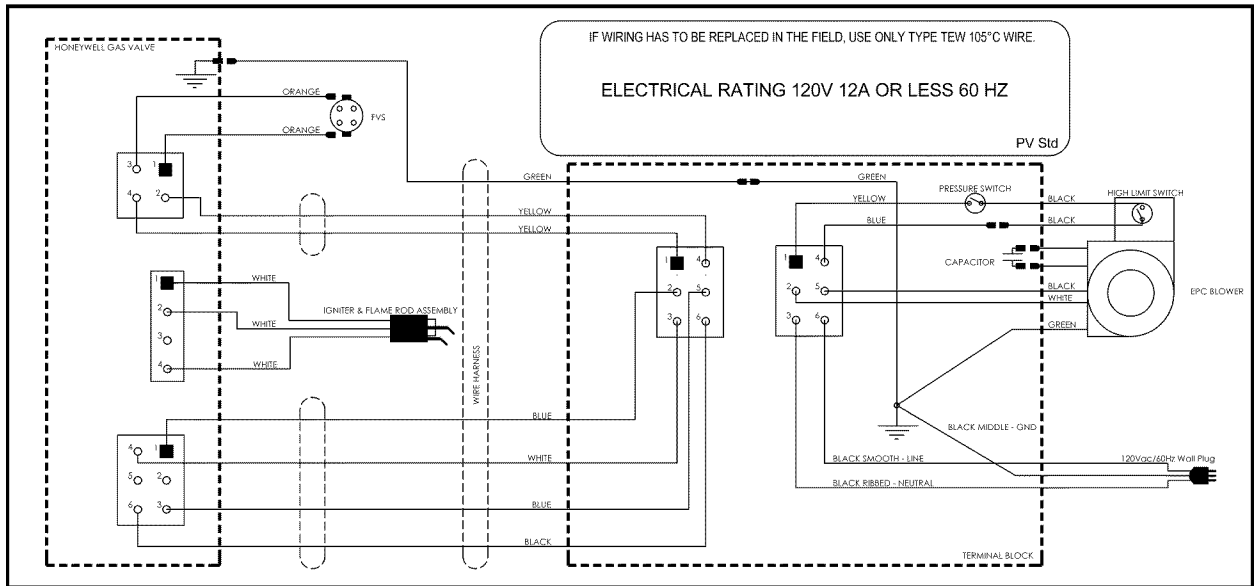 IF WIRING HAS TO BE REPLACED IN THE FIELD, USE ONLY TYPE TEW 105°C WIRE.
ELECTRICAL RATING 120V 12A OR LESS 60 HZ
PV Std
HONEYWELL GAS VALVE
ORANGE
FVS
ORANGE
3 1
4 2
GREEN
YELLOW
YELLOW
WHITE
1
2
3
4
WHITE
WHITE
IGNITER & FLAME ROD ASSEMBLY
WIRE HARNESS
BLUE
WHITE
BLUE
BLACK
4 1
5 2
6 3
1 4
2 5
3 6
GREEN
YELLOW
PRESSURE SWITCH
BLACK
HIGH LIMIT SWITCH
BLUE
BLACK
1 4
2 5
3 6
CAPACITOR
BLACK
WHITE
EPC BLOWER
GREEN
BLACK MIDDLE - GND
BLACK SMOOTH - LINE
120Vac/60Hz Wall Plug
BLACK RIBBED - NEUTRAL
TERMINAL BLOCK